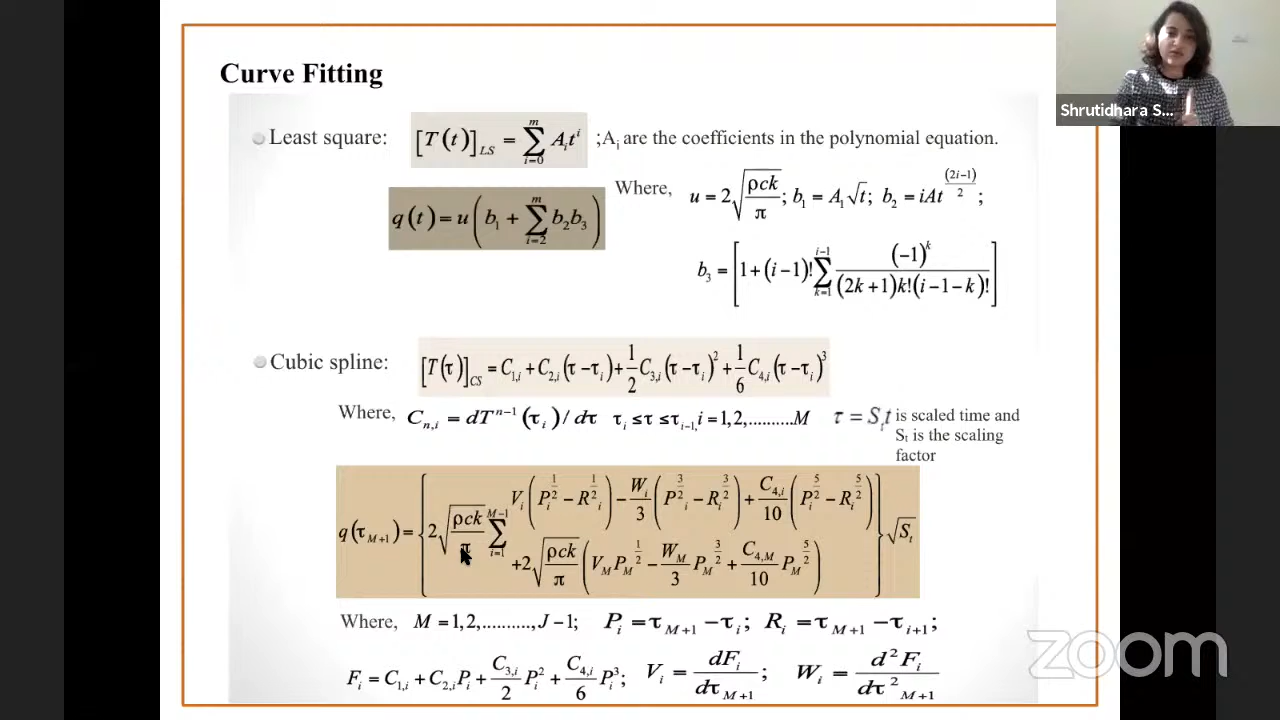 Curve Fitting
Shrutidhara S...
Least square: [T(t)]_LS = ∑_{i=0}^{m} A_i t^i ;A_i are the coefficients in the polynomial equation.
q(t) = u(b_1 + ∑_{i=2}^{m} b_2 b_3)
Where, u = 2√(ρck/π); b_1 = A_1√t; b_2 = iAt^{(2i−1)/2};
b_3 = [1+(i−1)!∑_{k=1}^{i−1} (−1)^k / ((2k+1)k!(i−1−k)!)]
Cubic spline: [T(τ)]_CS = C_{1,i} + C_{2,i}(τ−τ_i) + 1/2 C_{3,i}(τ−τ_i)^2 + 1/6 C_{4,i}(τ−τ_i)^3
Where, C_{n,i} = dT^{n−1}(τ_i)/dτ τ_i ≤ τ ≤ τ_{i−1,} i = 1,2,..........M τ = S_t t is scaled time and
S_t is the scaling
factor
q(τ_{M+1}) = {2√(ρck/π) ∑_{i=1}^{M−1} V_i(P_i^{1/2} − R_i^{1/2}) − W_i/3 (P_i^{3/2} − R_i^{3/2}) + C_{4,i}/10 (P_i^{5/2} − R_i^{5/2})
+2√(ρck/π) (V_M P_M^{1/2} − W_M/3 P_M^{3/2} + C_{4,M}/10 P_M^{5/2})} √S_t
Where, M = 1,2,..........,J−1; P_i = τ_{M+1} − τ_i; R_i = τ_{M+1} − τ_{i+1};
F_i = C_{1,i} + C_{2,i}P_i + C_{3,i}/2 P_i^2 + C_{4,i}/6 P_i^3; V_i = dF_i/dτ_{M+1}; W_i = d^2F_i/dτ^2_{M+1}
zoom